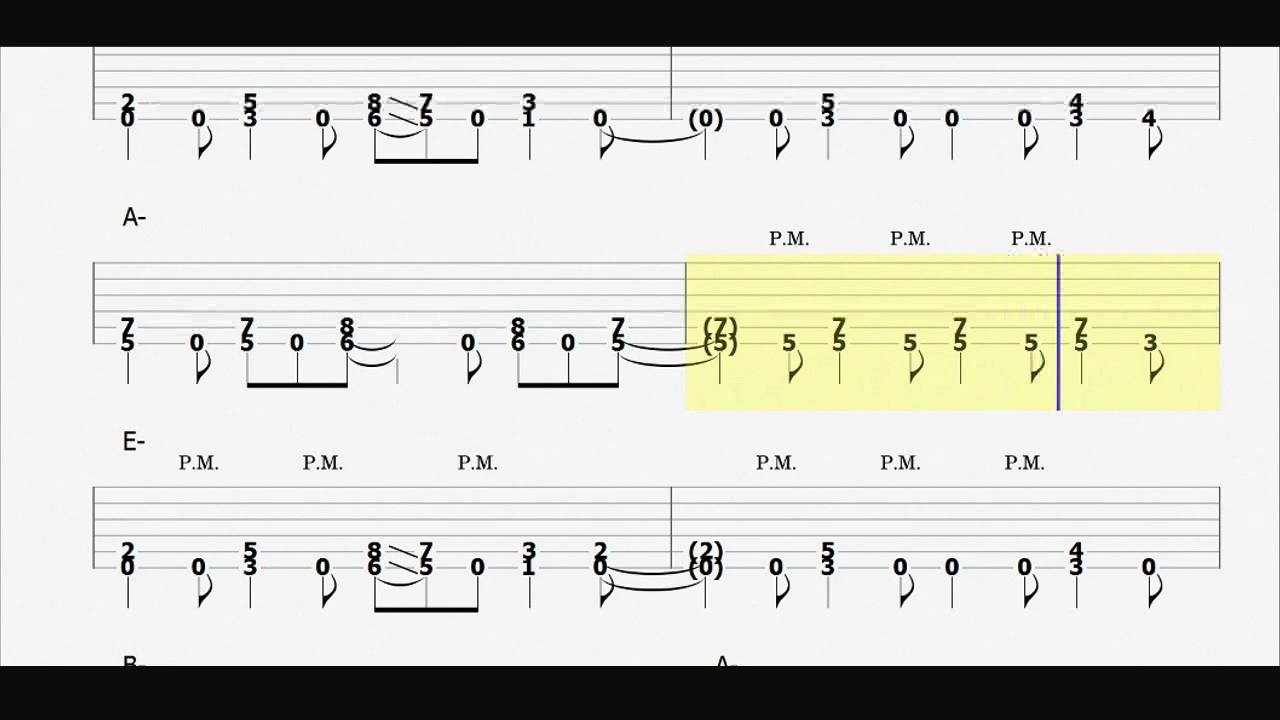 2 5 8 7 3 5 4
0 0 3 0 6 5 0 1 0 (0) 0 3 0 0 0 3 4
A-
P.M. P.M. P.M.
7 7 8 8 7 (7) 7 7 7
5 0 5 0 6 0 6 0 5 (5) 5 5 5 5 5 5 3
E-
P.M. P.M. P.M. P.M. P.M. P.M.
2 5 8 7 3 2 (2) 5 4
0 0 3 0 6 5 0 1 0 (0) 0 3 0 0 0 3 0
B- A-